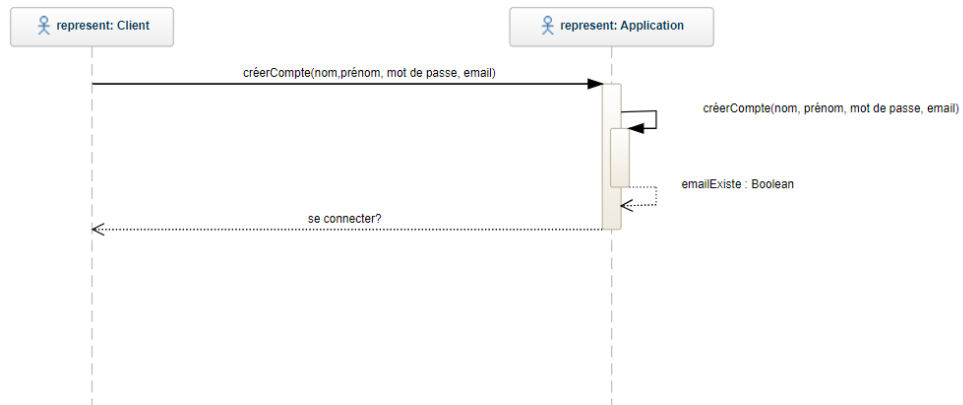 represent: Client
represent: Application
créerCompte(nom,prénom, mot de passe, email)
créerCompte(nom, prénom, mot de passe, email)
emailExiste : Boolean
se connecter?